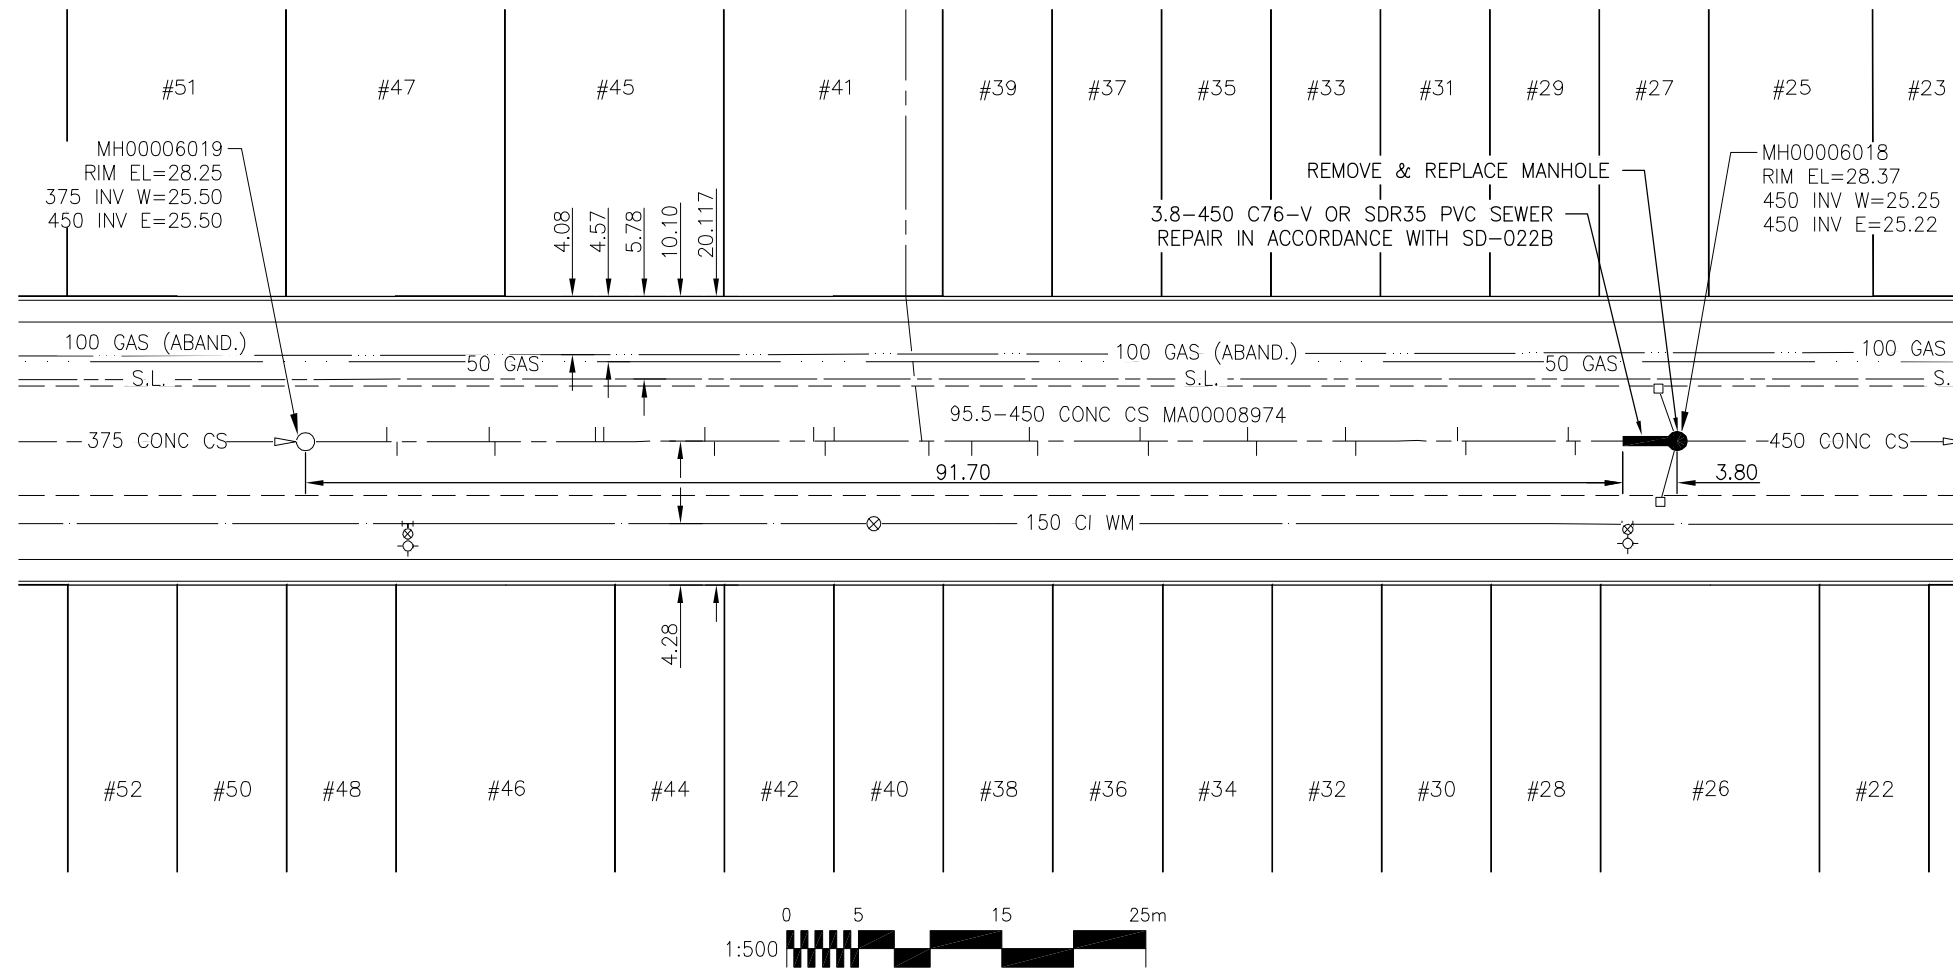 #51
#47
#45
#41
#39
#37
#35
#33
#31
#29
#27
#25
#23
MH00006019
RIM EL=28.25
375 INV W=25.50
450 INV E=25.50
4.08
4.57
5.78
10.10
20.117
REMOVE & REPLACE MANHOLE
3.8-450 C76-V OR SDR35 PVC SEWER
REPAIR IN ACCORDANCE WITH SD-022B
MH00006018
RIM EL=28.37
450 INV W=25.25
450 INV E=25.22
100 GAS (ABAND.)
50 GAS
100 GAS (ABAND.)
50 GAS
100 GAS
S.L.
S.L.
S.
95.5-450 CONC CS MA00008974
375 CONC CS
450 CONC CS
91.70
3.80
150 CI WM
4.28
#52
#50
#48
#46
#44
#42
#40
#38
#36
#34
#32
#30
#28
#26
#22
0 5 15 25m
1:500